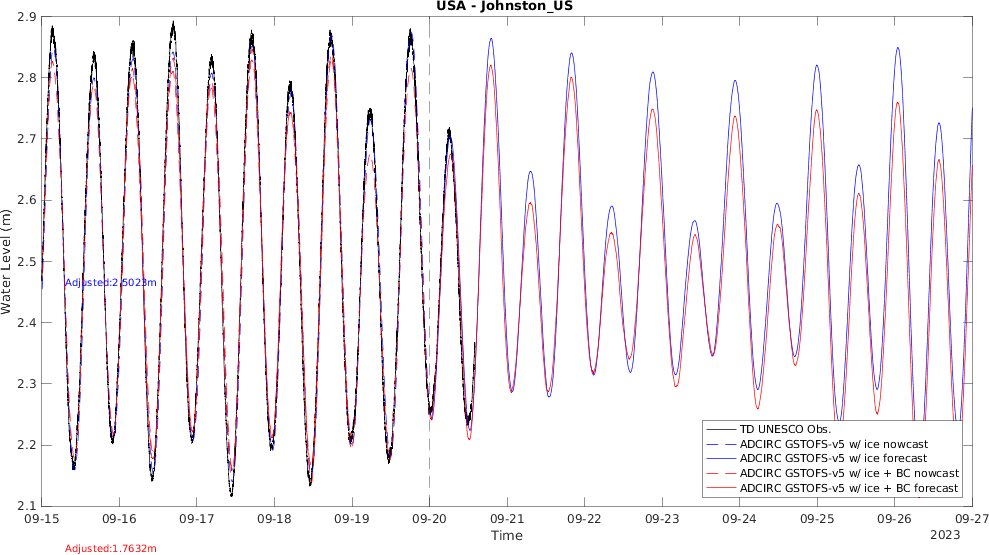 USA - Johnston_US
2.9
2.8
2.7
2.6
2.5
2.4
2.3
2.2
2.1
Water Level (m)
Adjusted:2.5023m
TD UNESCO Obs.
ADCIRC GSTOFS-v5 w/ ice nowcast
ADCIRC GSTOFS-v5 w/ ice forecast
ADCIRC GSTOFS-v5 w/ ice + BC nowcast
ADCIRC GSTOFS-v5 w/ ice + BC forecast
09-15 09-16 09-17 09-18 09-19 09-20 09-21 09-22 09-23 09-24 09-25 09-26 09-27
Time
2023
Adjusted:1.7632m